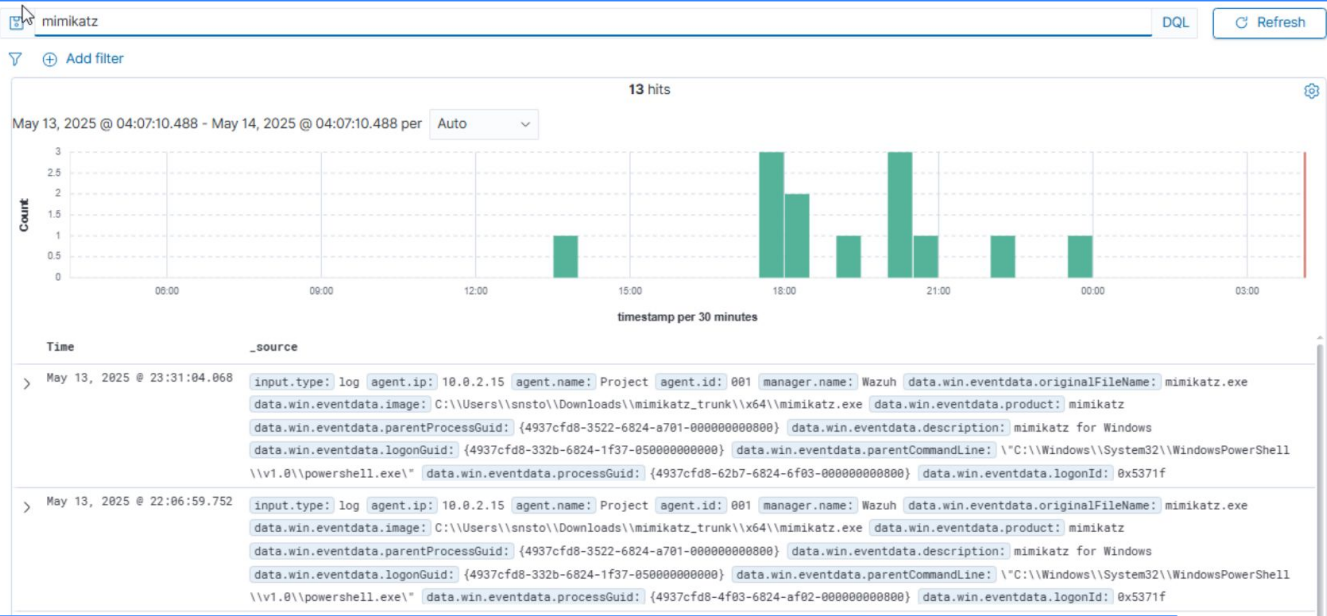 mimikatz DQL Refresh
Add filter
13 hits
May 13, 2025 @ 04:07:10.488 - May 14, 2025 @ 04:07:10.488 per Auto
3
2.5
2
1.5
1
0.5
0
Count
06:00 09:00 12:00 15:00 18:00 21:00 00:00 03:00
timestamp per 30 minutes
Time _source
May 13, 2025 @ 23:31:04.068 input.type: log agent.ip: 10.0.2.15 agent.name: Project agent.id: 001 manager.name: Wazuh data.win.eventdata.originalFileName: mimikatz.exe
data.win.eventdata.image: C:\\Users\\snsto\\Downloads\\mimikatz_trunk\\x64\\mimikatz.exe data.win.eventdata.product: mimikatz
data.win.eventdata.parentProcessGuid: {4937cfd8-3522-6824-a701-000000000800} data.win.eventdata.description: mimikatz for Windows
data.win.eventdata.logonGuid: {4937cfd8-332b-6824-1f37-050000000000} data.win.eventdata.parentCommandLine: \"C:\\Windows\\System32\\WindowsPowerShell
\\v1.0\\powershell.exe\" data.win.eventdata.processGuid: {4937cfd8-62b7-6824-6f03-000000000800} data.win.eventdata.logonId: 0x5371f
May 13, 2025 @ 22:06:59.752 input.type: log agent.ip: 10.0.2.15 agent.name: Project agent.id: 001 manager.name: Wazuh data.win.eventdata.originalFileName: mimikatz.exe
data.win.eventdata.image: C:\\Users\\snsto\\Downloads\\mimikatz_trunk\\x64\\mimikatz.exe data.win.eventdata.product: mimikatz
data.win.eventdata.parentProcessGuid: {4937cfd8-3522-6824-a701-000000000800} data.win.eventdata.description: mimikatz for Windows
data.win.eventdata.logonGuid: {4937cfd8-332b-6824-1f37-050000000000} data.win.eventdata.parentCommandLine: \"C:\\Windows\\System32\\WindowsPowerShell
\\v1.0\\powershell.exe\" data.win.eventdata.processGuid: {4937cfd8-4f03-6824-af02-000000000800} data.win.eventdata.logonId: 0x5371f